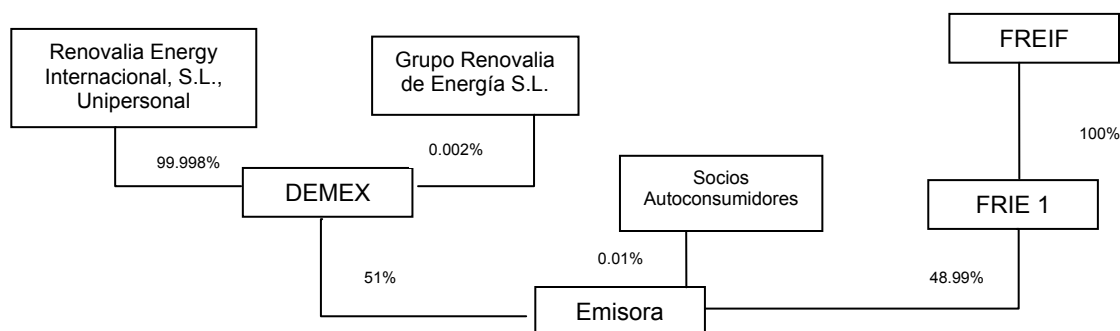 Renovalia Energy
Internacional, S.L.,
Unipersonal
Grupo Renovalia
de Energía S.L.
FREIF
99.998%
0.002%
100%
DEMEX
Socios
Autoconsumidores
FRIE 1
51%
0.01%
48.99%
Emisora